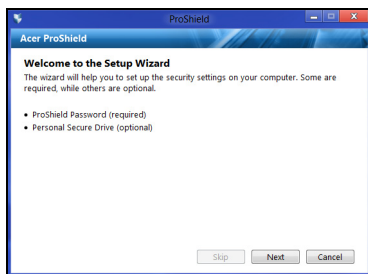 ProShield
Acer ProShield
Welcome to the Setup Wizard
The wizard will help you to set up the security settings on your computer. Some are
required, while others are optional.
• ProShield Password (required)
• Personal Secure Drive (optional)
Skip Next Cancel